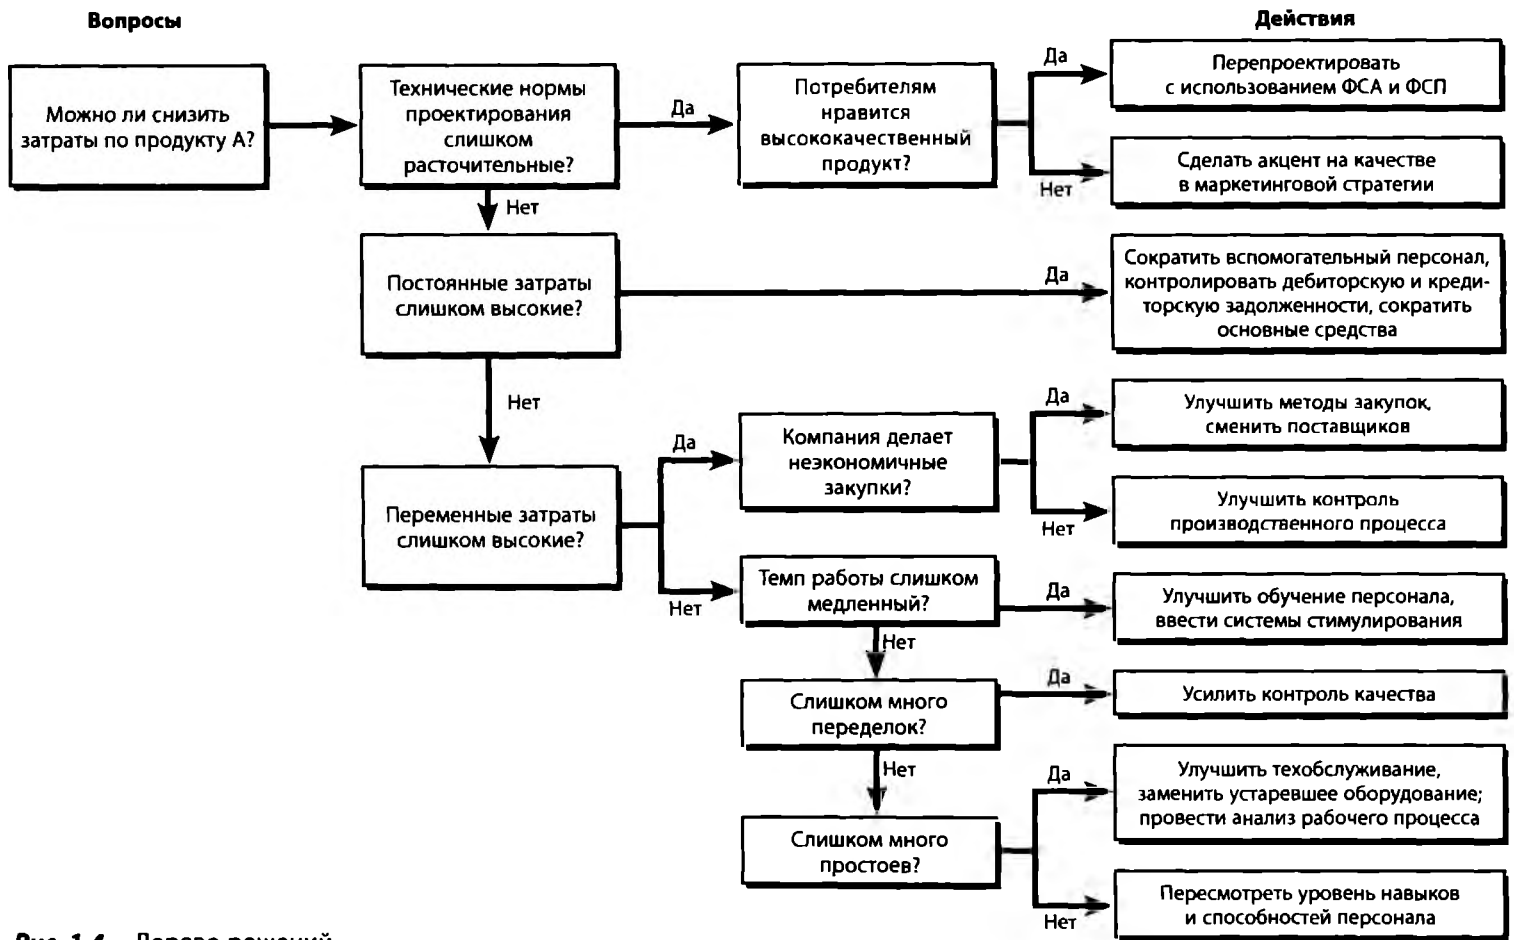 Вопросы
Действия
Можно ли снизить
затраты по продукту А?
Технические нормы
проектирования
слишком
расточительные?
Да
Потребителям
нравится
высококачественный
продукт?
Да
Перепроектировать
с использованием ФСА и ФСП
Нет
Сделать акцент на качестве
в маркетинговой стратегии
Нет
Постоянные затраты
слишком высокие?
Да
Сократить вспомогательный персонал,
контролировать дебиторскую и креди-
торскую задолженности, сократить
основные средства
Нет
Переменные затраты
слишком высокие?
Да
Компания делает
неэкономичные
закупки?
Да
Улучшить методы закупок,
сменить поставщиков
Нет
Улучшить контроль
производственного процесса
Нет
Темп работы слишком
медленный?
Да
Улучшить обучение персонала,
ввести системы стимулирования
Нет
Слишком много
переделок?
Да
Усилить контроль качества
Нет
Слишком много
простоев?
Да
Улучшить техобслуживание,
заменить устаревшее оборудование;
провести анализ рабочего процесса
Нет
Пересмотреть уровень навыков
и способностей персонала